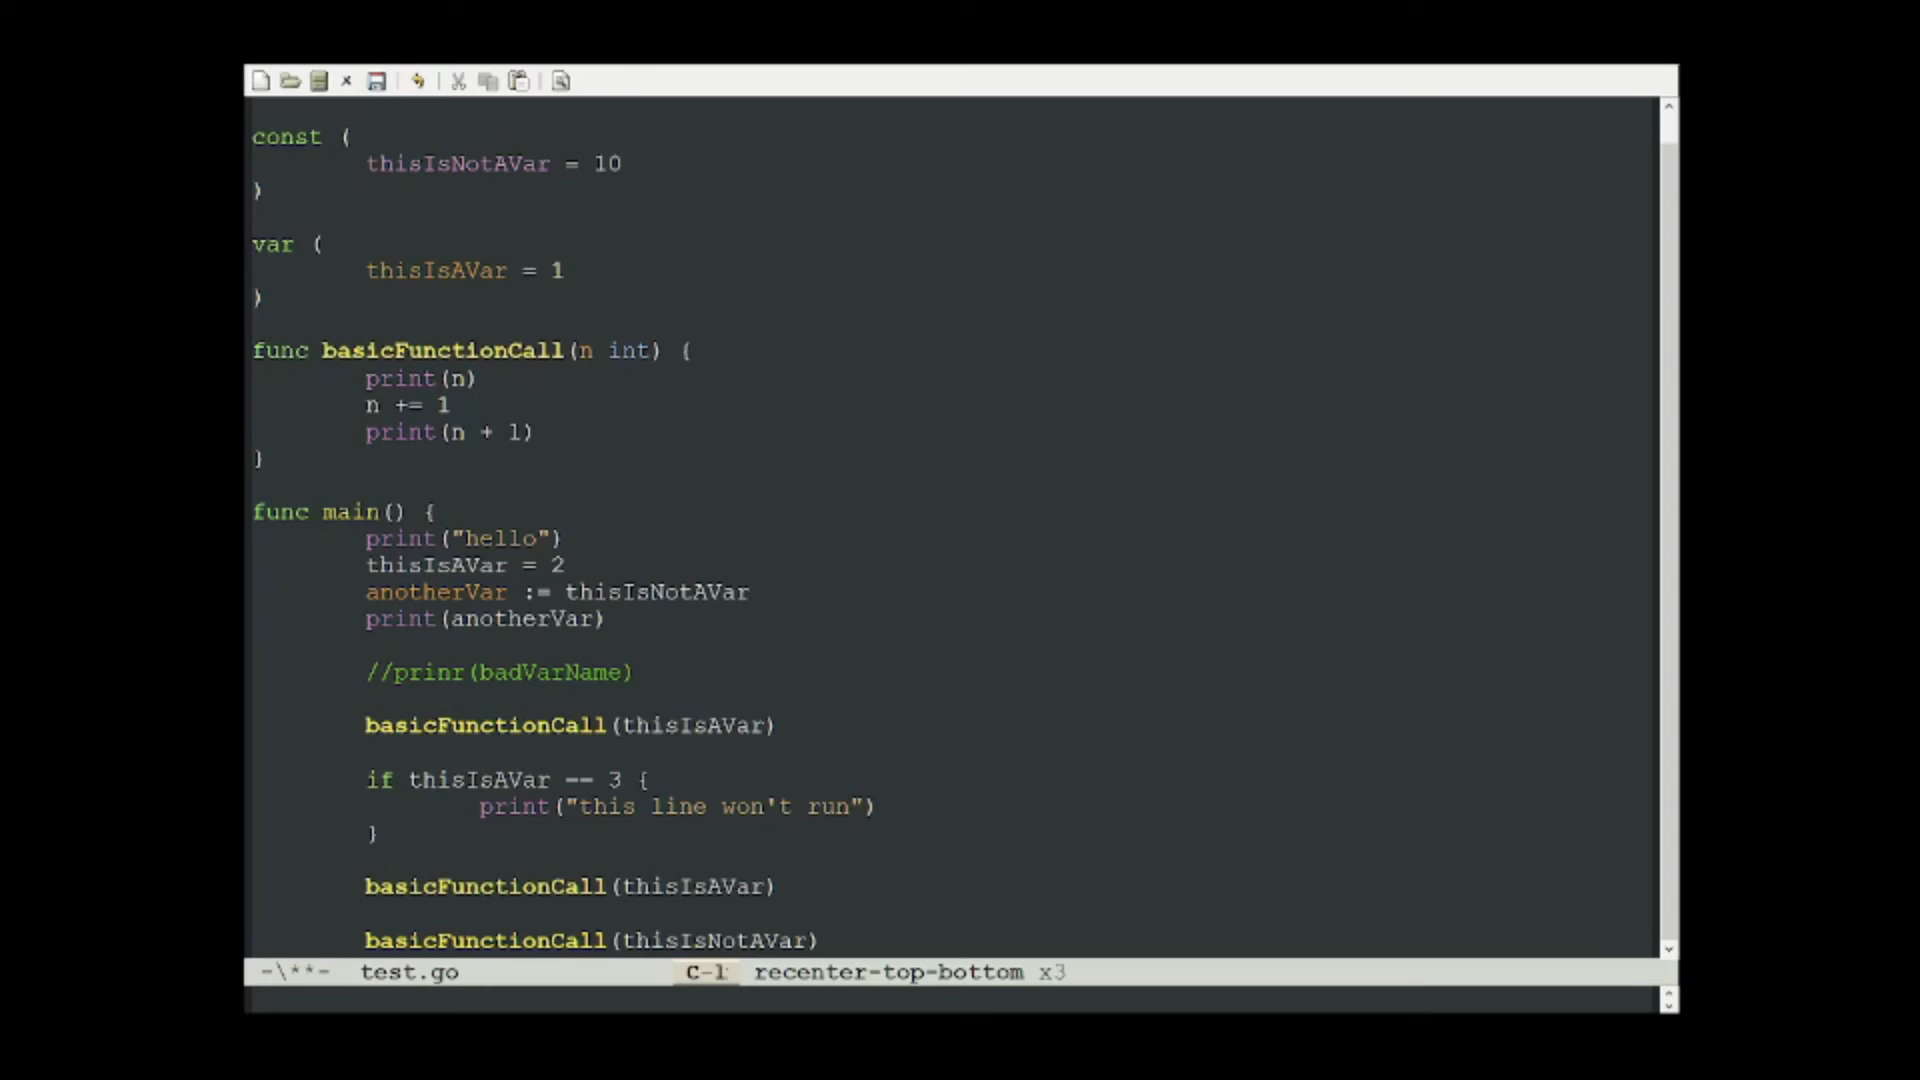 const (
thisIsNotAVar = 10
)
var (
thisIsAVar = 1
)
func basicFunctionCall(n int) {
print(n)
n += 1
print(n + 1)
}
func main() {
print("hello")
thisIsAVar = 2
anotherVar := thisIsNotAVar
print(anotherVar)
//prinr(badVarName)
basicFunctionCall(thisIsAVar)
if thisIsAVar == 3 {
print("this line won't run")
}
basicFunctionCall(thisIsAVar)
basicFunctionCall(thisIsNotAVar)
-\**- test.go C-l recenter-top-bottom x3